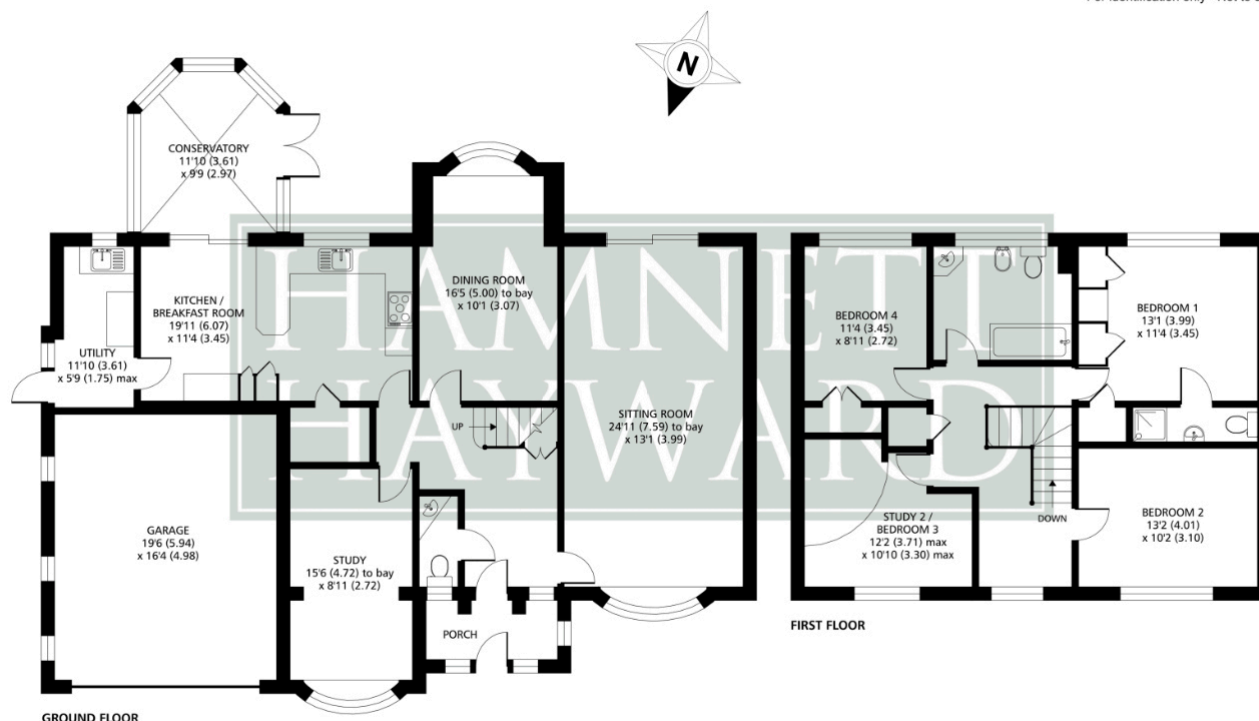 N
CONSERVATORY
11'10 (3.61)
x 9'9 (2.97)
KITCHEN /
BREAKFAST ROOM
19'11 (6.07)
x 11'4 (3.45)
UTILITY
11'10 (3.61)
x 5'9 (1.75) max
DINING ROOM
16'5 (5.00) to bay
x 10'1 (3.07)
SITTING ROOM
24'11 (7.59) to bay
x 13'1 (3.99)
UP
GARAGE
19'6 (5.94)
x 16'4 (4.98)
STUDY
15'6 (4.72) to bay
x 8'11 (2.72)
PORCH
GROUND FLOOR
BEDROOM 4
11'4 (3.45)
x 8'11 (2.72)
BEDROOM 1
13'1 (3.99)
x 11'4 (3.45)
STUDY 2 /
BEDROOM 3
12'2 (3.71) max
x 10'10 (3.30) max
DOWN
BEDROOM 2
13'2 (4.01)
x 10'2 (3.10)
FIRST FLOOR
HAMNETT
HAYWARD